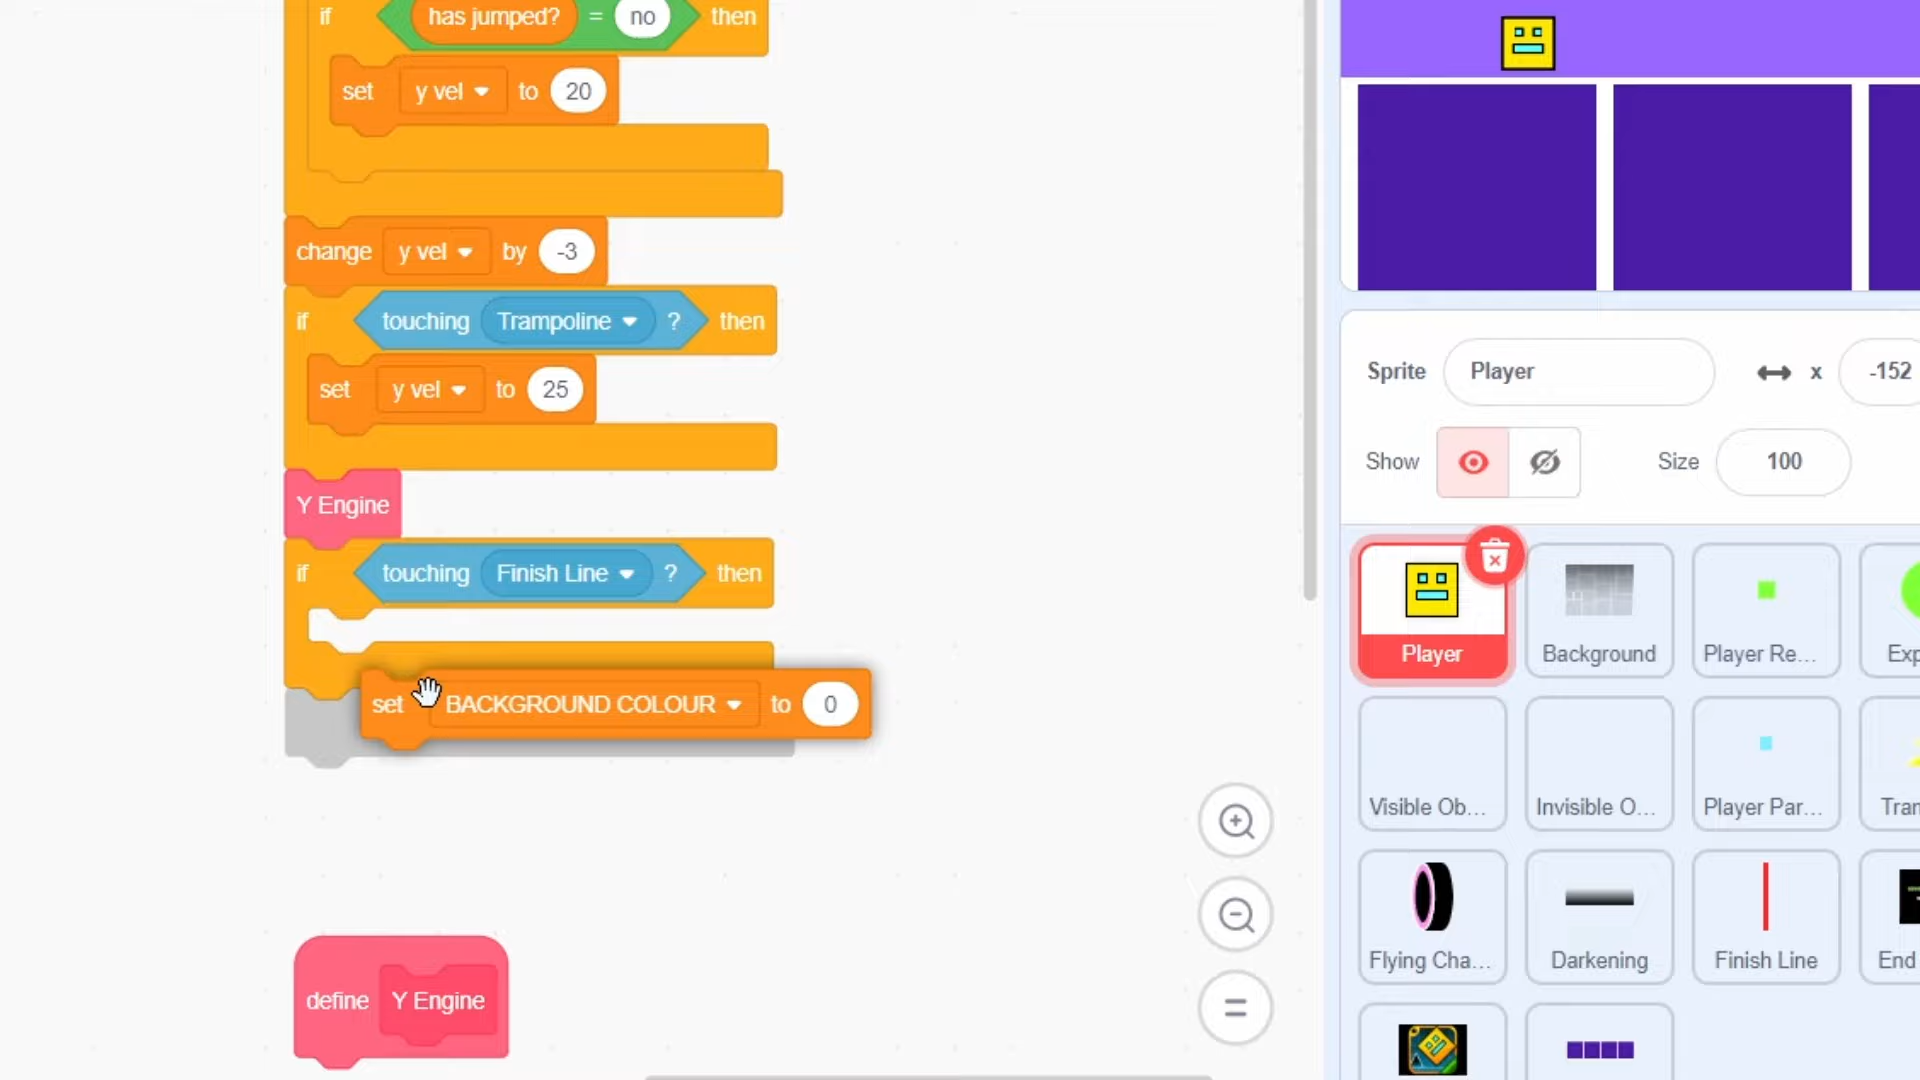 if has jumped? = no then
set y vel to 20
change y vel by -3
if touching Trampoline ? then
set y vel to 25
Y Engine
if touching Finish Line ? then
set BACKGROUND COLOUR to 0
define Y Engine
Sprite Player x -152
Show Size 100
Player Background Player Re... Exp
Visible Ob... Invisible O... Player Par... Tran
Flying Cha... Darkening Finish Line End